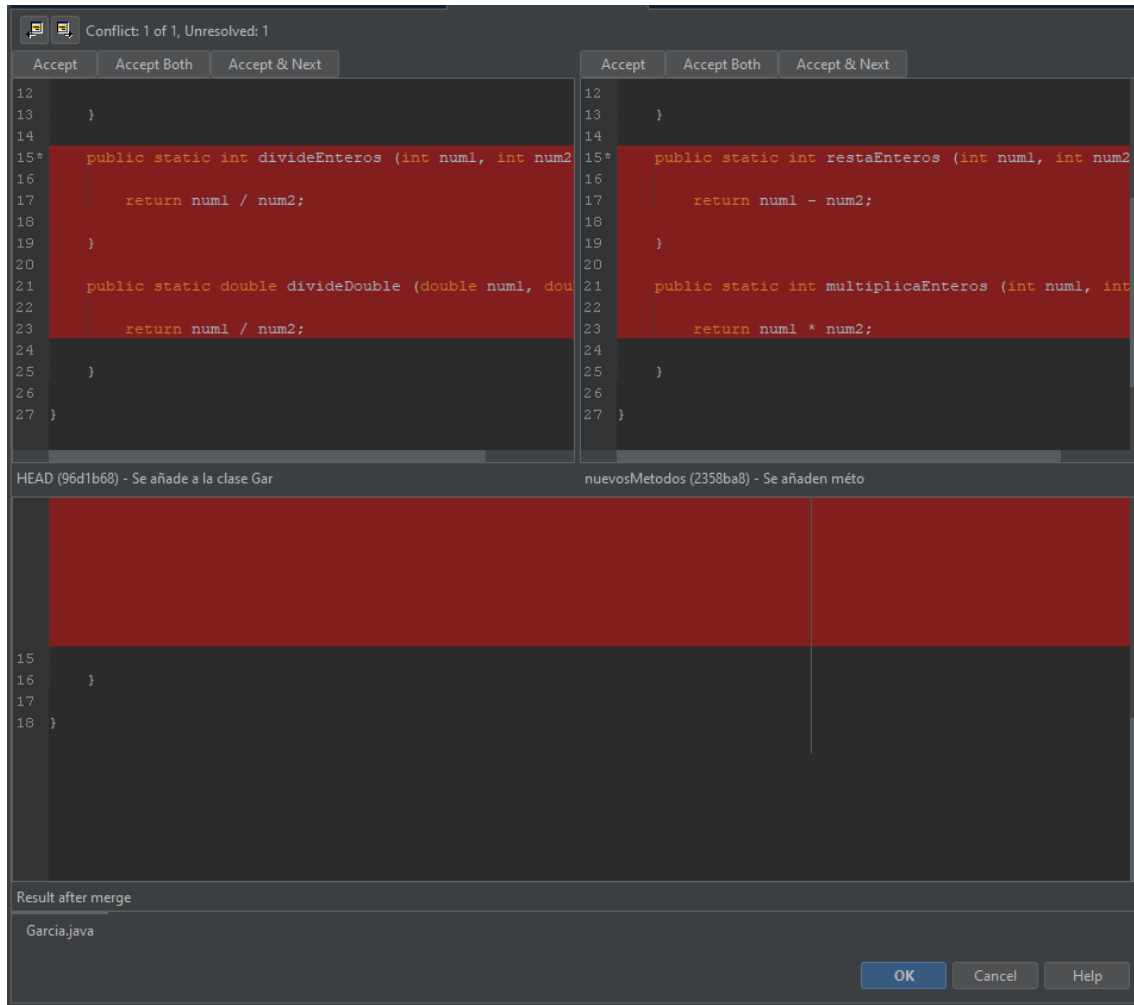 Conflict: 1 of 1, Unresolved: 1
Accept Accept Both Accept & Next
12
13 }
14
15* public static int divideEnteros (int num1, int num2
16
17 return num1 / num2;
18
19 }
20
21 public static double divideDouble (double num1, dou
22
23 return num1 / num2;
24
25 }
26
27 }
HEAD (96d1b68) - Se añade a la clase Gar
Accept Accept Both Accept & Next
12
13 }
14
15* public static int restaEnteros (int num1, int num2
16
17 return num1 - num2;
18
19 }
20
21 public static int multiplicaEnteros (int num1, int
22
23 return num1 * num2;
24
25 }
26
27 }
nuevosMetodos (2358ba8) - Se añaden méto
15
16 }
17
18 }
Result after merge
Garcia.java
OK Cancel Help